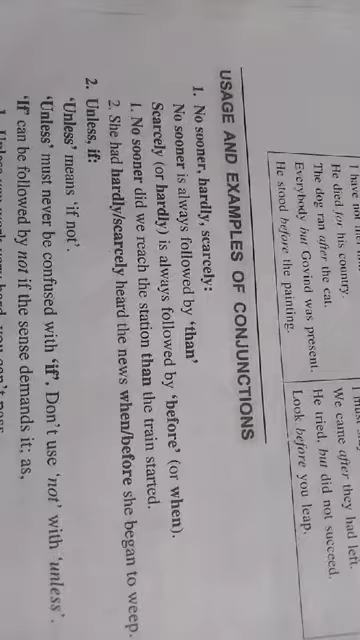 I have
He died for his country.
The dog ran after the cat.
Everybody but Govind was present.
He stood before the painting.
We came after they had left.
He tried, but did not succeed.
Look before you leap.
USAGE AND EXAMPLES OF CONJUNCTIONS
1. No sooner, hardly, scarcely:
No sooner is always followed by ‘than’
Scarcely (or hardly) is always followed by ‘before’ (or when).
1. No sooner did we reach the station than the train started.
2. She had hardly/scarcely heard the news when/before she began to weep.
2. Unless, if:
‘Unless’ means ‘if not’.
‘Unless’ must never be confused with ‘if’. Don't use ‘not’ with ‘unless’.
‘If’ can be followed by not if the sense demands it; as,